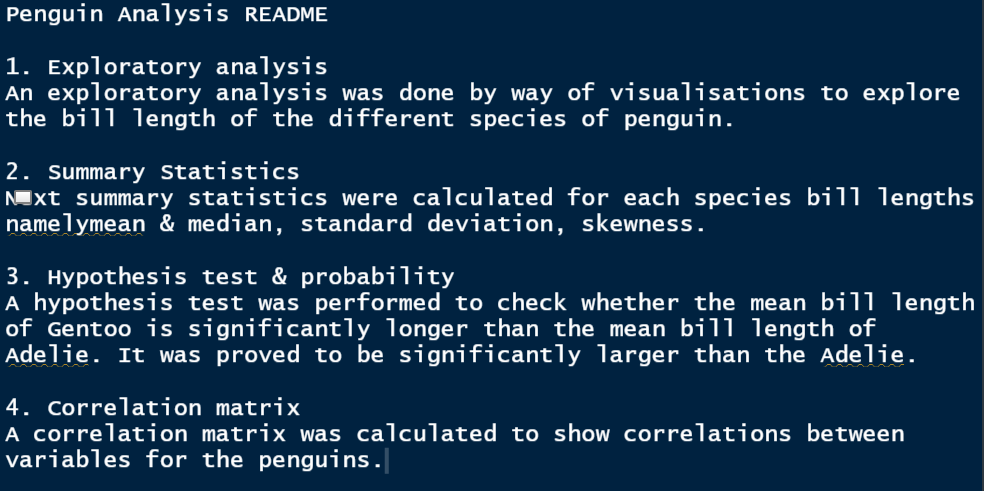 Penguin Analysis README
1. Exploratory analysis
An exploratory analysis was done by way of visualisations to explore
the bill length of the different species of penguin.
2. Summary Statistics
Next summary statistics were calculated for each species bill lengths
namelymean & median, standard deviation, skewness.
3. Hypothesis test & probability
A hypothesis test was performed to check whether the mean bill length
of Gentoo is significantly longer than the mean bill length of
Adelie. It was proved to be significantly larger than the Adelie.
4. Correlation matrix
A correlation matrix was calculated to show correlations between
variables for the penguins.